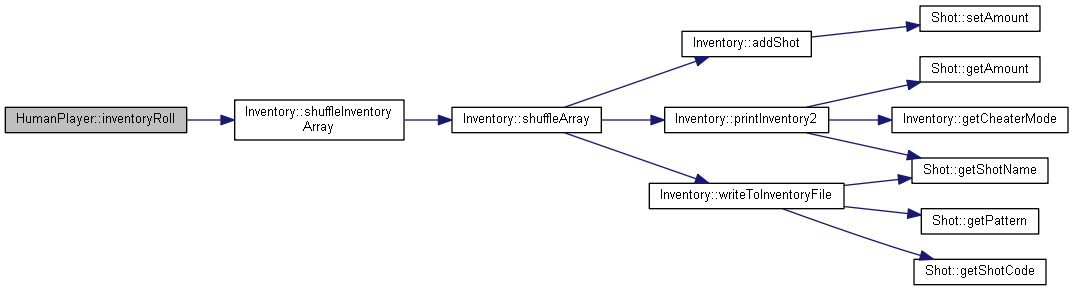 HumanPlayer::inventoryRoll
Inventory::shuffleInventory
Array
Inventory::shuffleArray
Inventory::addShot
Inventory::printInventory2
Inventory::writeToInventoryFile
Shot::setAmount
Shot::getAmount
Inventory::getCheaterMode
Shot::getShotName
Shot::getPattern
Shot::getShotCode